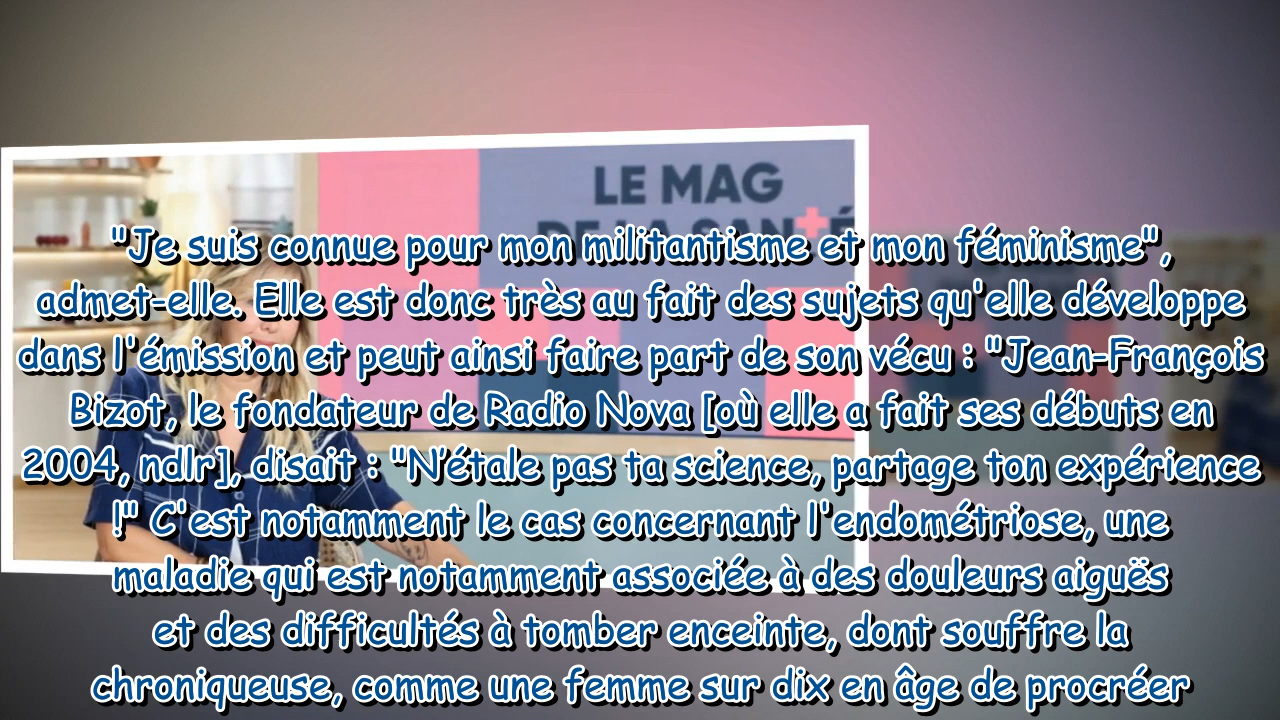 LE MAG
DE LA SANTÉ
"Je suis connue pour mon militantisme et mon féminisme",
admet-elle. Elle est donc très au fait des sujets qu'elle développe
dans l'émission et peut ainsi faire part de son vécu : "Jean-François
Bizot, le fondateur de Radio Nova [où elle a fait ses débuts en
2004, ndlr], disait : "N'étale pas ta science, partage ton expérience
!" C'est notamment le cas concernant l'endométriose, une
maladie qui est notamment associée à des douleurs aiguës
et des difficultés à tomber enceinte, dont souffre la
chroniqueuse, comme une femme sur dix en âge de procréer